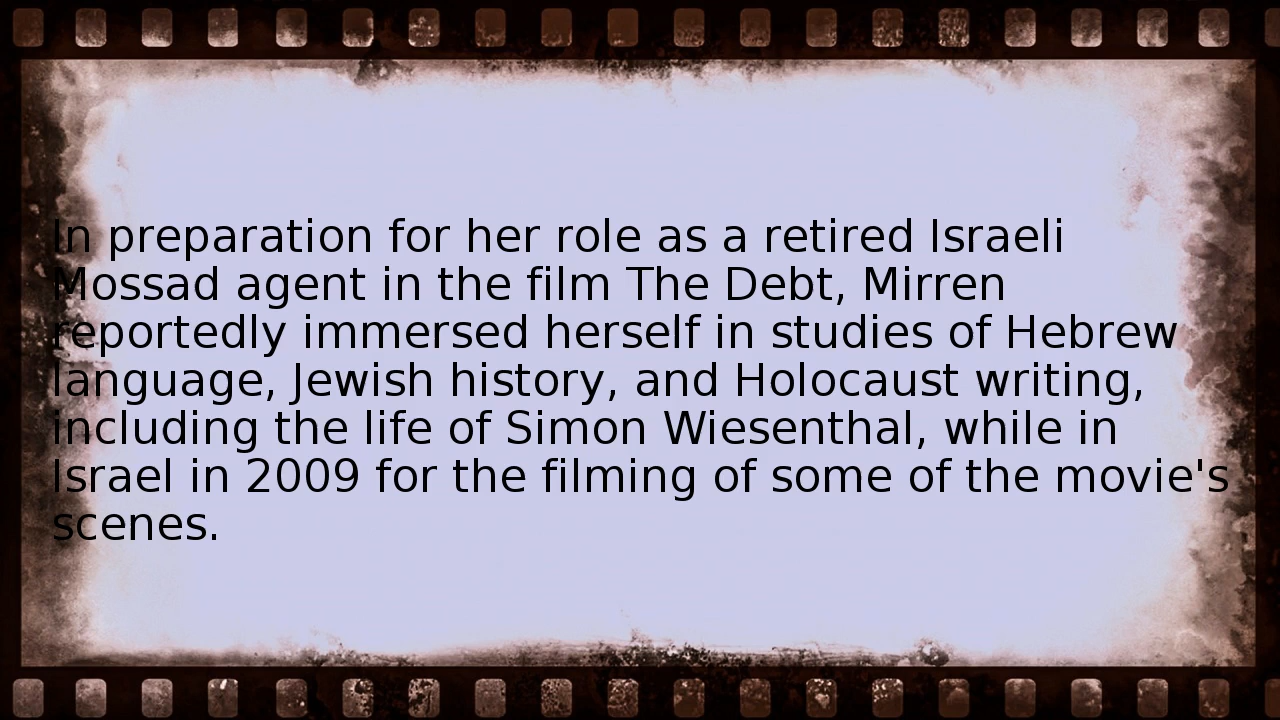 In preparation for her role as a retired Israeli
Mossad agent in the film The Debt, Mirren
reportedly immersed herself in studies of Hebrew
language, Jewish history, and Holocaust writing,
including the life of Simon Wiesenthal, while in
Israel in 2009 for the filming of some of the movie's
scenes.